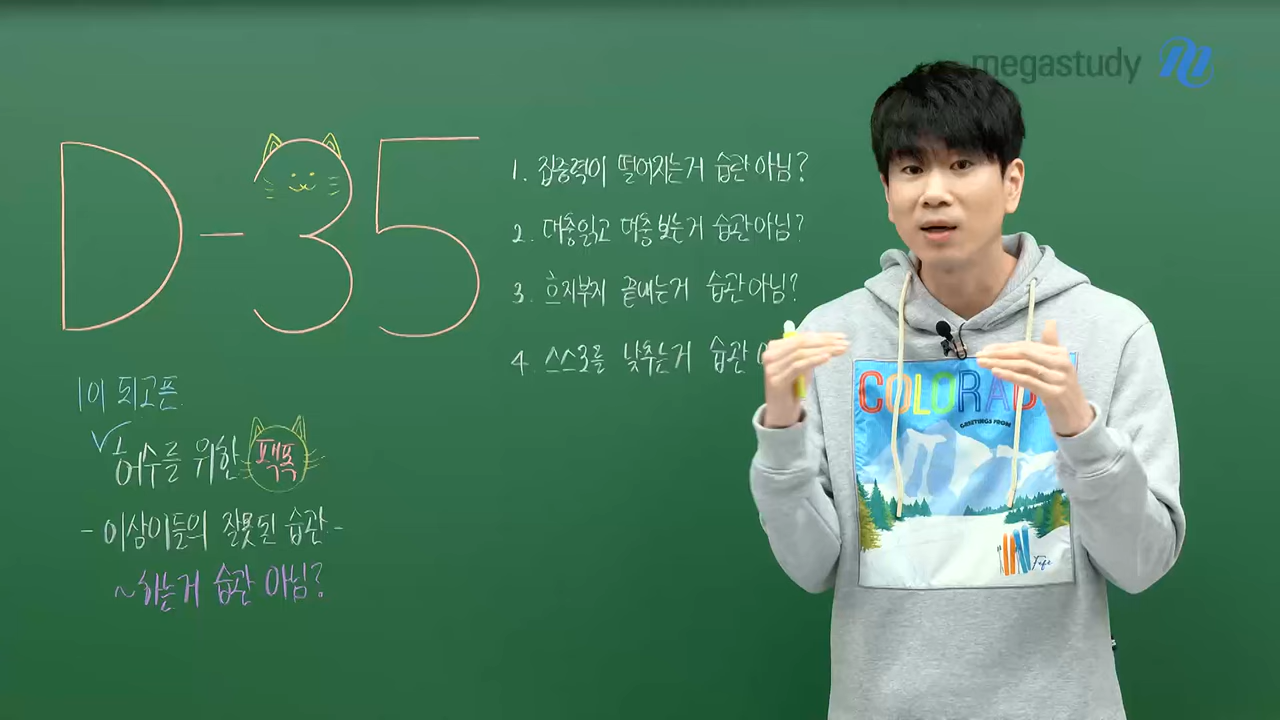 megastudy
D-35
1. 집중력이 떨어지는거 습관 아님?
2. 대충읽고 대충보는거 습관아님?
3. 흐지부지 끝내는거 습관아님?
4. 스스로를 낮추는거 습관
1이 되고픈
허수를 위한 팩폭
- 이삼이들의 잘못된 습관 -
~하는거 습관 아님?
COLORAD
GREETINGS FROM